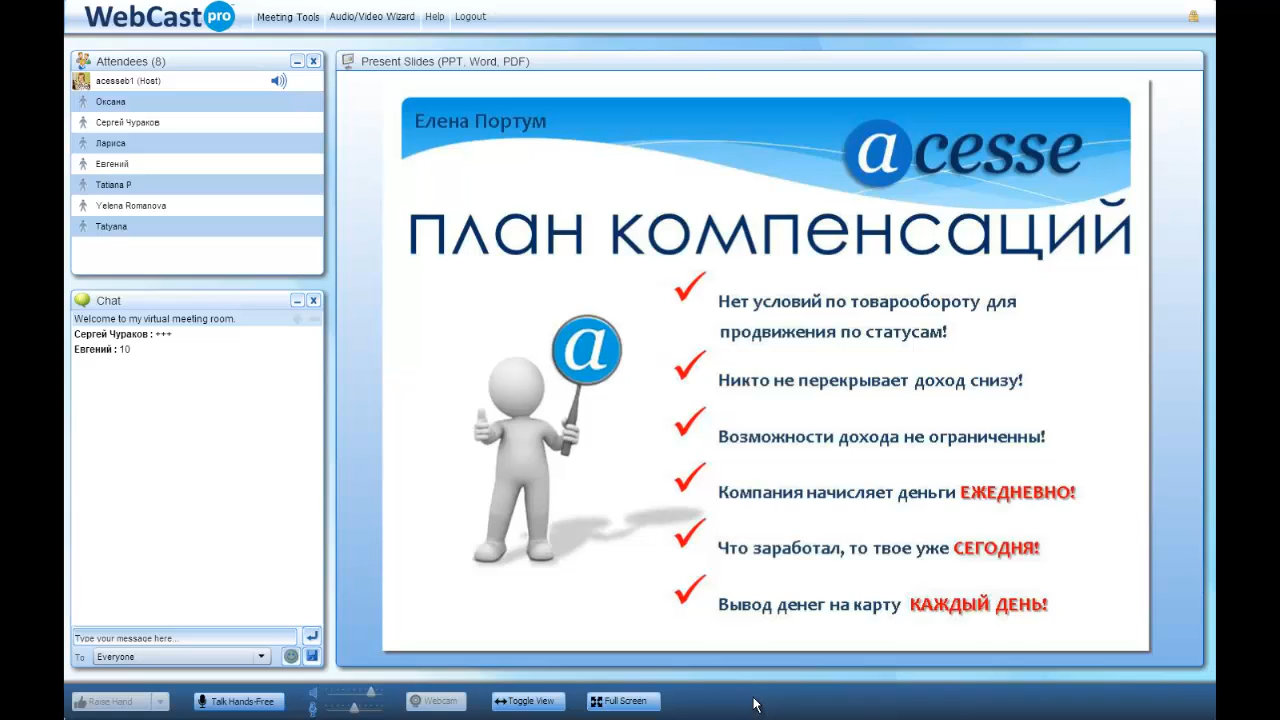 WebCast pro
Meeting Tools Audio/Video Wizard Help Logout
Attendees (8)
acesseb1 (Host)
Оксана
Сергей Чураков
Лариса
Евгений
Tatiana P
Yelena Romanova
Tatyana
Chat
Welcome to my virtual meeting room.
Сергей Чураков : +++
Евгений : 10
Type your message here...
To Everyone
Present Slides (PPT, Word, PDF)
Елена Портум
acesse
план компенсаций
Нет условий по товарообороту для
продвижения по статусам!
a
Никто не перекрывает доход снизу!
Возможности дохода не ограниченны!
Компания начисляет деньги ЕЖЕДНЕВНО!
Что заработал, то твое уже СЕГОДНЯ!
Вывод денег на карту КАЖДЫЙ ДЕНЬ!
Raise Hand Talk Hands-Free Webcam Toggle View Full Screen